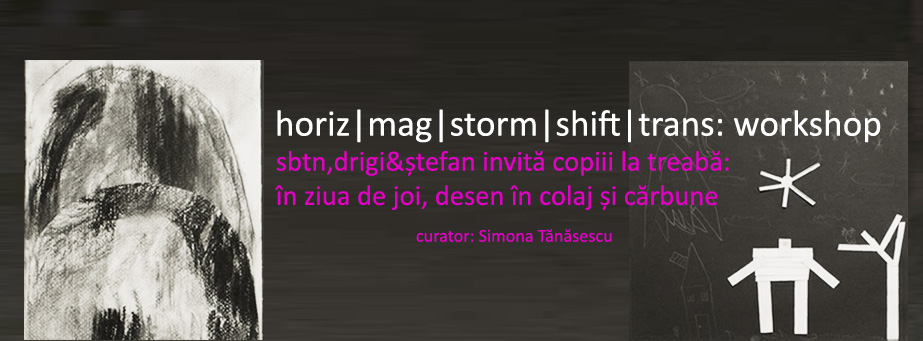 horiz|mag|storm|shift|trans: workshop
sbtn,drigi&ștefan invită copiii la treabă:
în ziua de joi, desen în colaj și cărbune
curator: Simona Tănăsescu